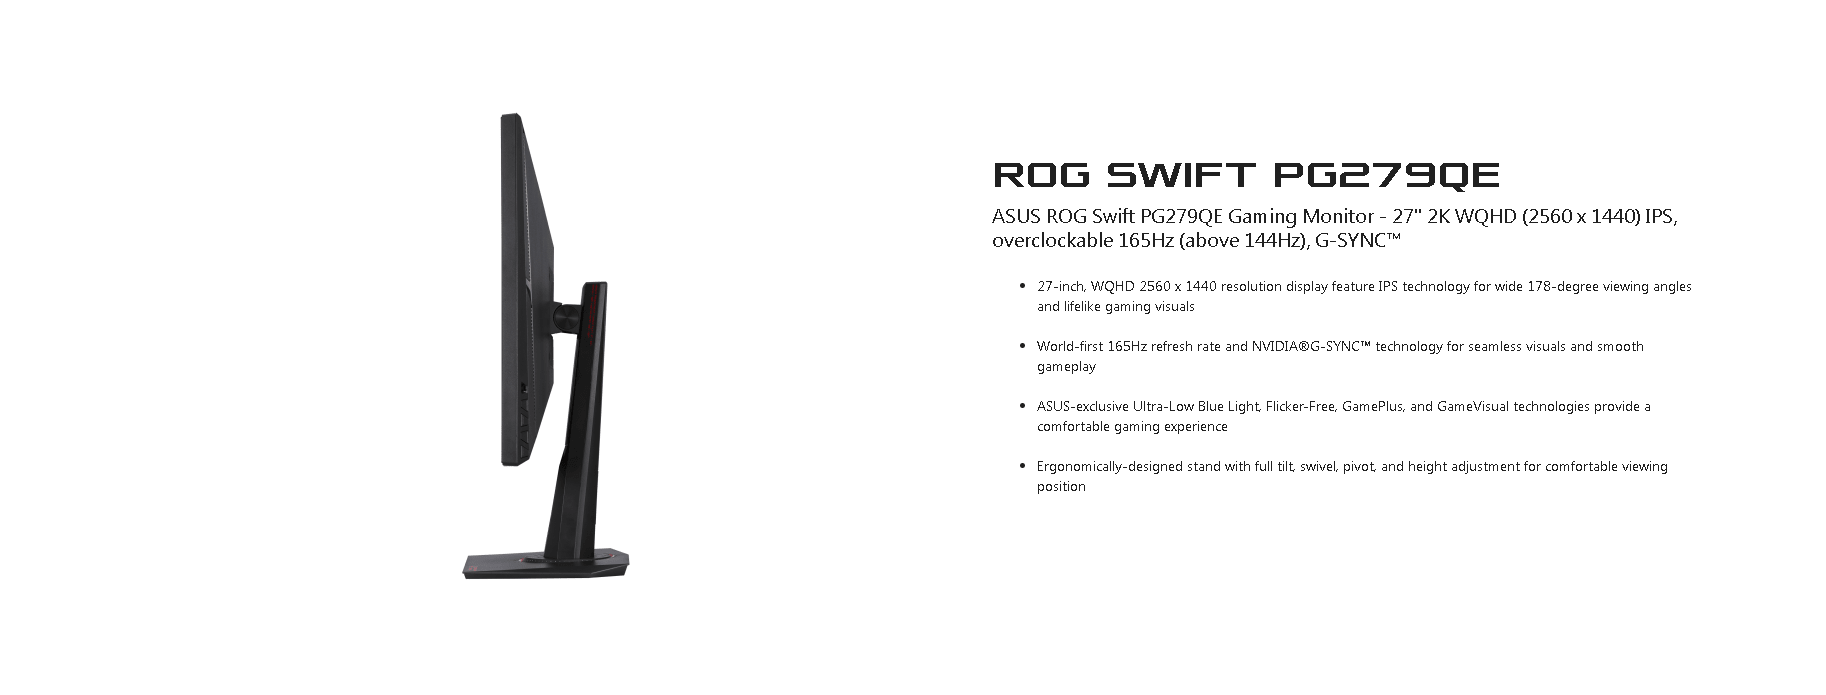 ROG SWIFT PG279QE
ASUS ROG Swift PG279QE Gaming Monitor - 27" 2K WQHD (2560 x 1440) IPS,
overclockable 165Hz (above 144Hz), G-SYNC™
• 27-inch, WQHD 2560 x 1440 resolution display feature IPS technology for wide 178-degree viewing angles
and lifelike gaming visuals
• World-first 165Hz refresh rate and NVIDIA®G-SYNC™ technology for seamless visuals and smooth
gameplay
• ASUS-exclusive Ultra-Low Blue Light, Flicker-Free, GamePlus, and GameVisual technologies provide a
comfortable gaming experience
• Ergonomically-designed stand with full tilt, swivel, pivot, and height adjustment for comfortable viewing
position